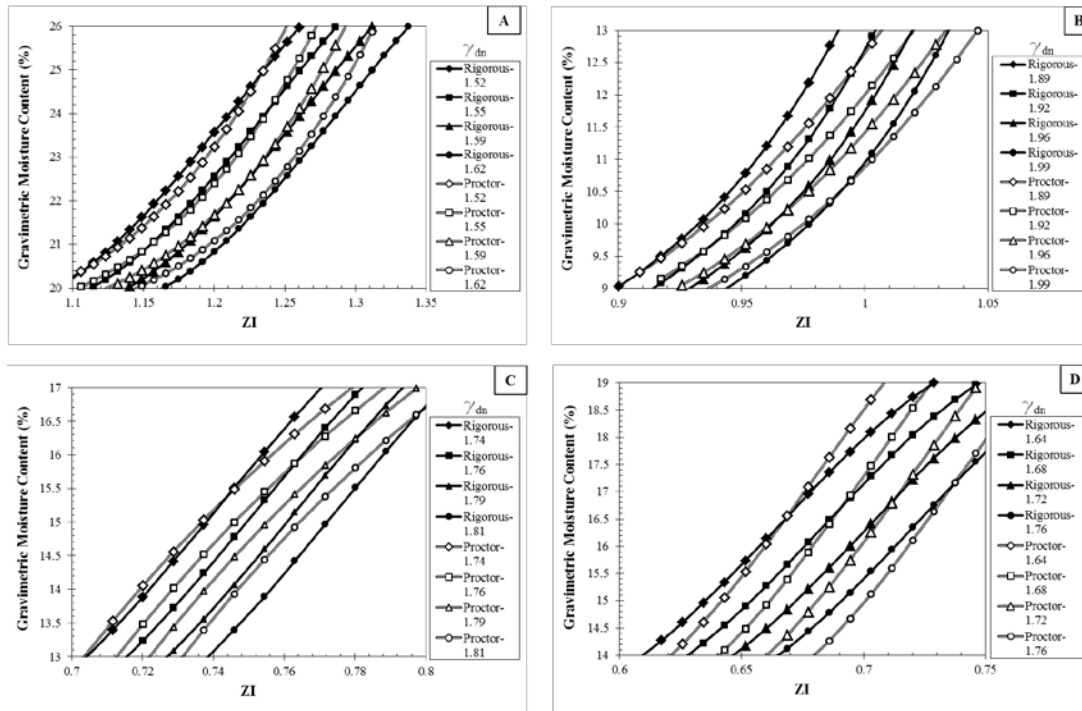 A
Gravimetric Moisture Content (%)
26
25
24
23
22
21
20
1.1
1.15
1.2
1.25
1.3
1.35
ZI
γdn
Rigorous-
1.52
Rigorous-
1.55
Rigorous-
1.59
Rigorous-
1.62
Proctor-
1.52
Proctor-
1.55
Proctor-
1.59
Proctor-
1.62
B
Gravimetric Moisture Content (%)
13
12.5
12
11.5
11
10.5
10
9.5
9
0.9
0.95
1
1.05
ZI
γdn
Rigorous-
1.89
Rigorous-
1.92
Rigorous-
1.96
Rigorous-
1.99
Proctor-
1.89
Proctor-
1.92
Proctor-
1.96
Proctor-
1.99
C
Gravimetric Moisture Content (%)
17
16.5
16
15.5
15
14.5
14
13.5
13
0.7
0.72
0.74
0.76
0.78
0.8
ZI
γdn
Rigorous-
1.74
Rigorous-
1.76
Rigorous-
1.79
Rigorous-
1.81
Proctor-
1.74
Proctor-
1.76
Proctor-
1.79
Proctor-
1.81
D
Gravimetric Moisture Content (%)
19
18.5
18
17.5
17
16.5
16
15.5
15
14.5
14
0.6
0.65
0.7
0.75
ZI
γdn
Rigorous-
1.64
Rigorous-
1.68
Rigorous-
1.72
Rigorous-
1.76
Proctor-
1.64
Proctor-
1.68
Proctor-
1.72
Proctor-
1.76